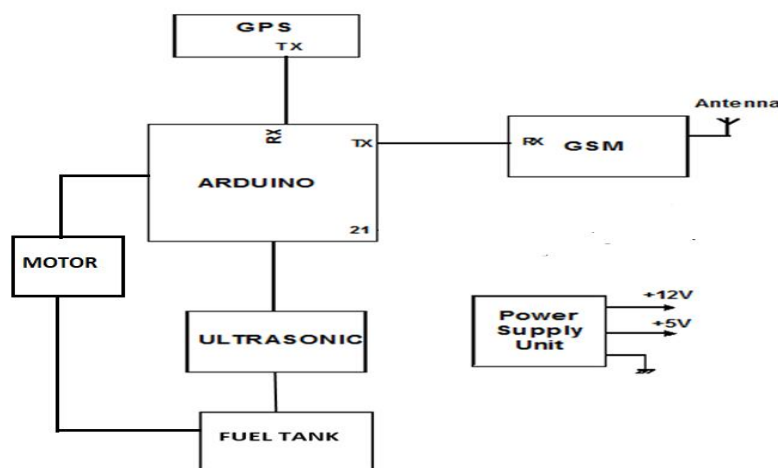 GPS
TX
Antenna
RX
TX
RX
GSM
ARDUINO
21
MOTOR
+12V
Power
Supply
Unit
+5V
ULTRASONIC
FUEL TANK